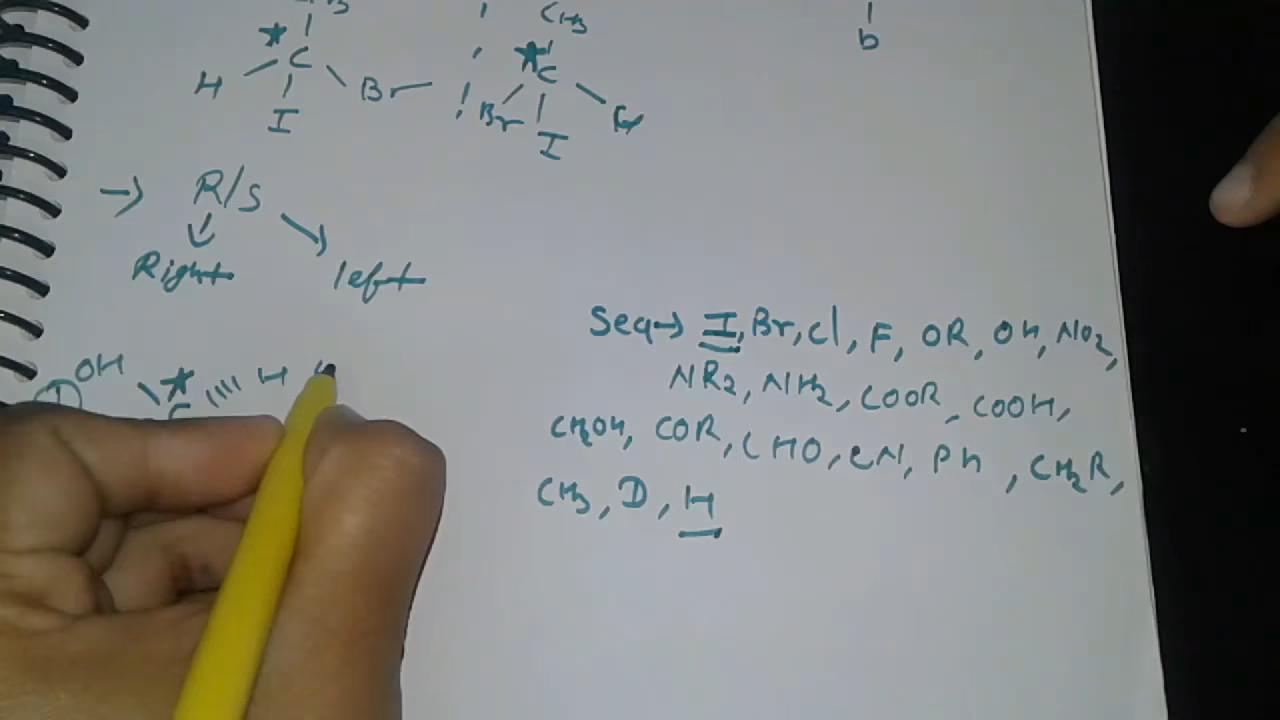 CH3
b
C
C
H
Br
Br
I
I
→ R/S
Right
left
Seq→ I, Br, Cl, F, OR, OH, NO2,
NR2, NH2, COOR, COOH,
CH2OH, COR, CHO, CN, Ph, CH2R,
CH3, D, H
OH
H
C